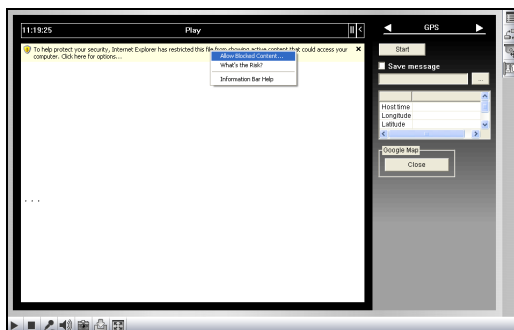 11:19:25
Play
<
GPS
To help protect your security, Internet Explorer has restricted this file from showing active content that could access your
computer. Click here for options...
Allow Blocked Content...
What's the Risk?
Information Bar Help
Start
Save message
...
Host time
Longitude
Latitude
Google Map
Close
. . .